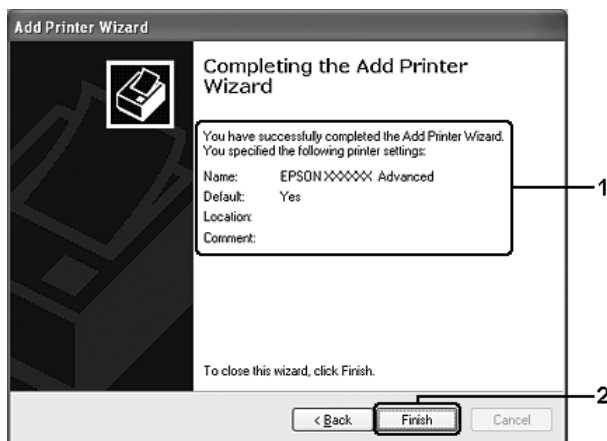 Add Printer Wizard
Completing the Add Printer
Wizard
You have successfully completed the Add Printer Wizard.
You specified the following printer settings:
Name: EPSON XXXXXX Advanced
Default: Yes
Location:
Comment:
1
To close this wizard, click Finish.
2
< Back Finish Cancel